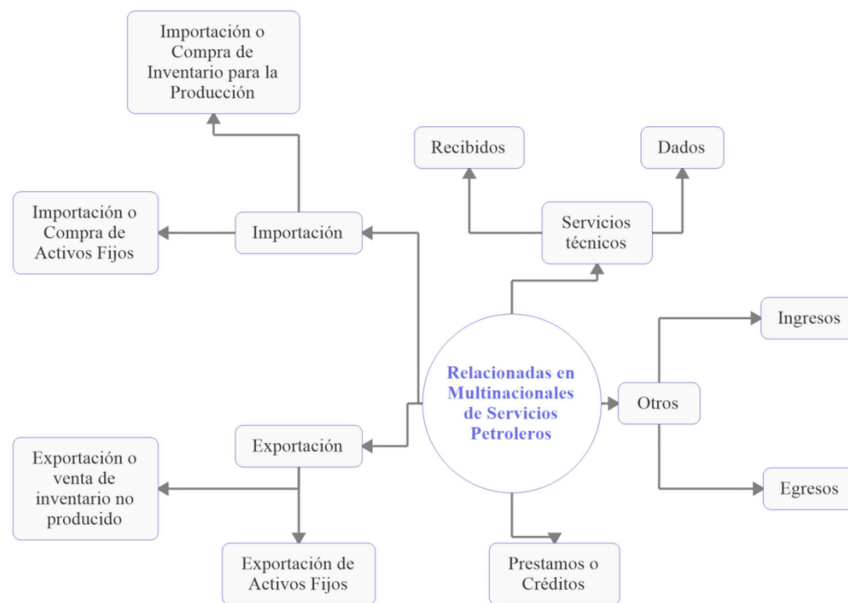 Importación o
Compra de
Inventario para la
Producción
Recibidos
Dados
Importación o
Compra de
Activos Fijos
Importación
Servicios
técnicos
Ingresos
Relacionadas en
Multinacionales
de Servicios
Petroleros
Otros
Exportación
Exportación o
venta de
inventario no
producido
Egresos
Exportación de
Activos Fijos
Prestamos o
Créditos